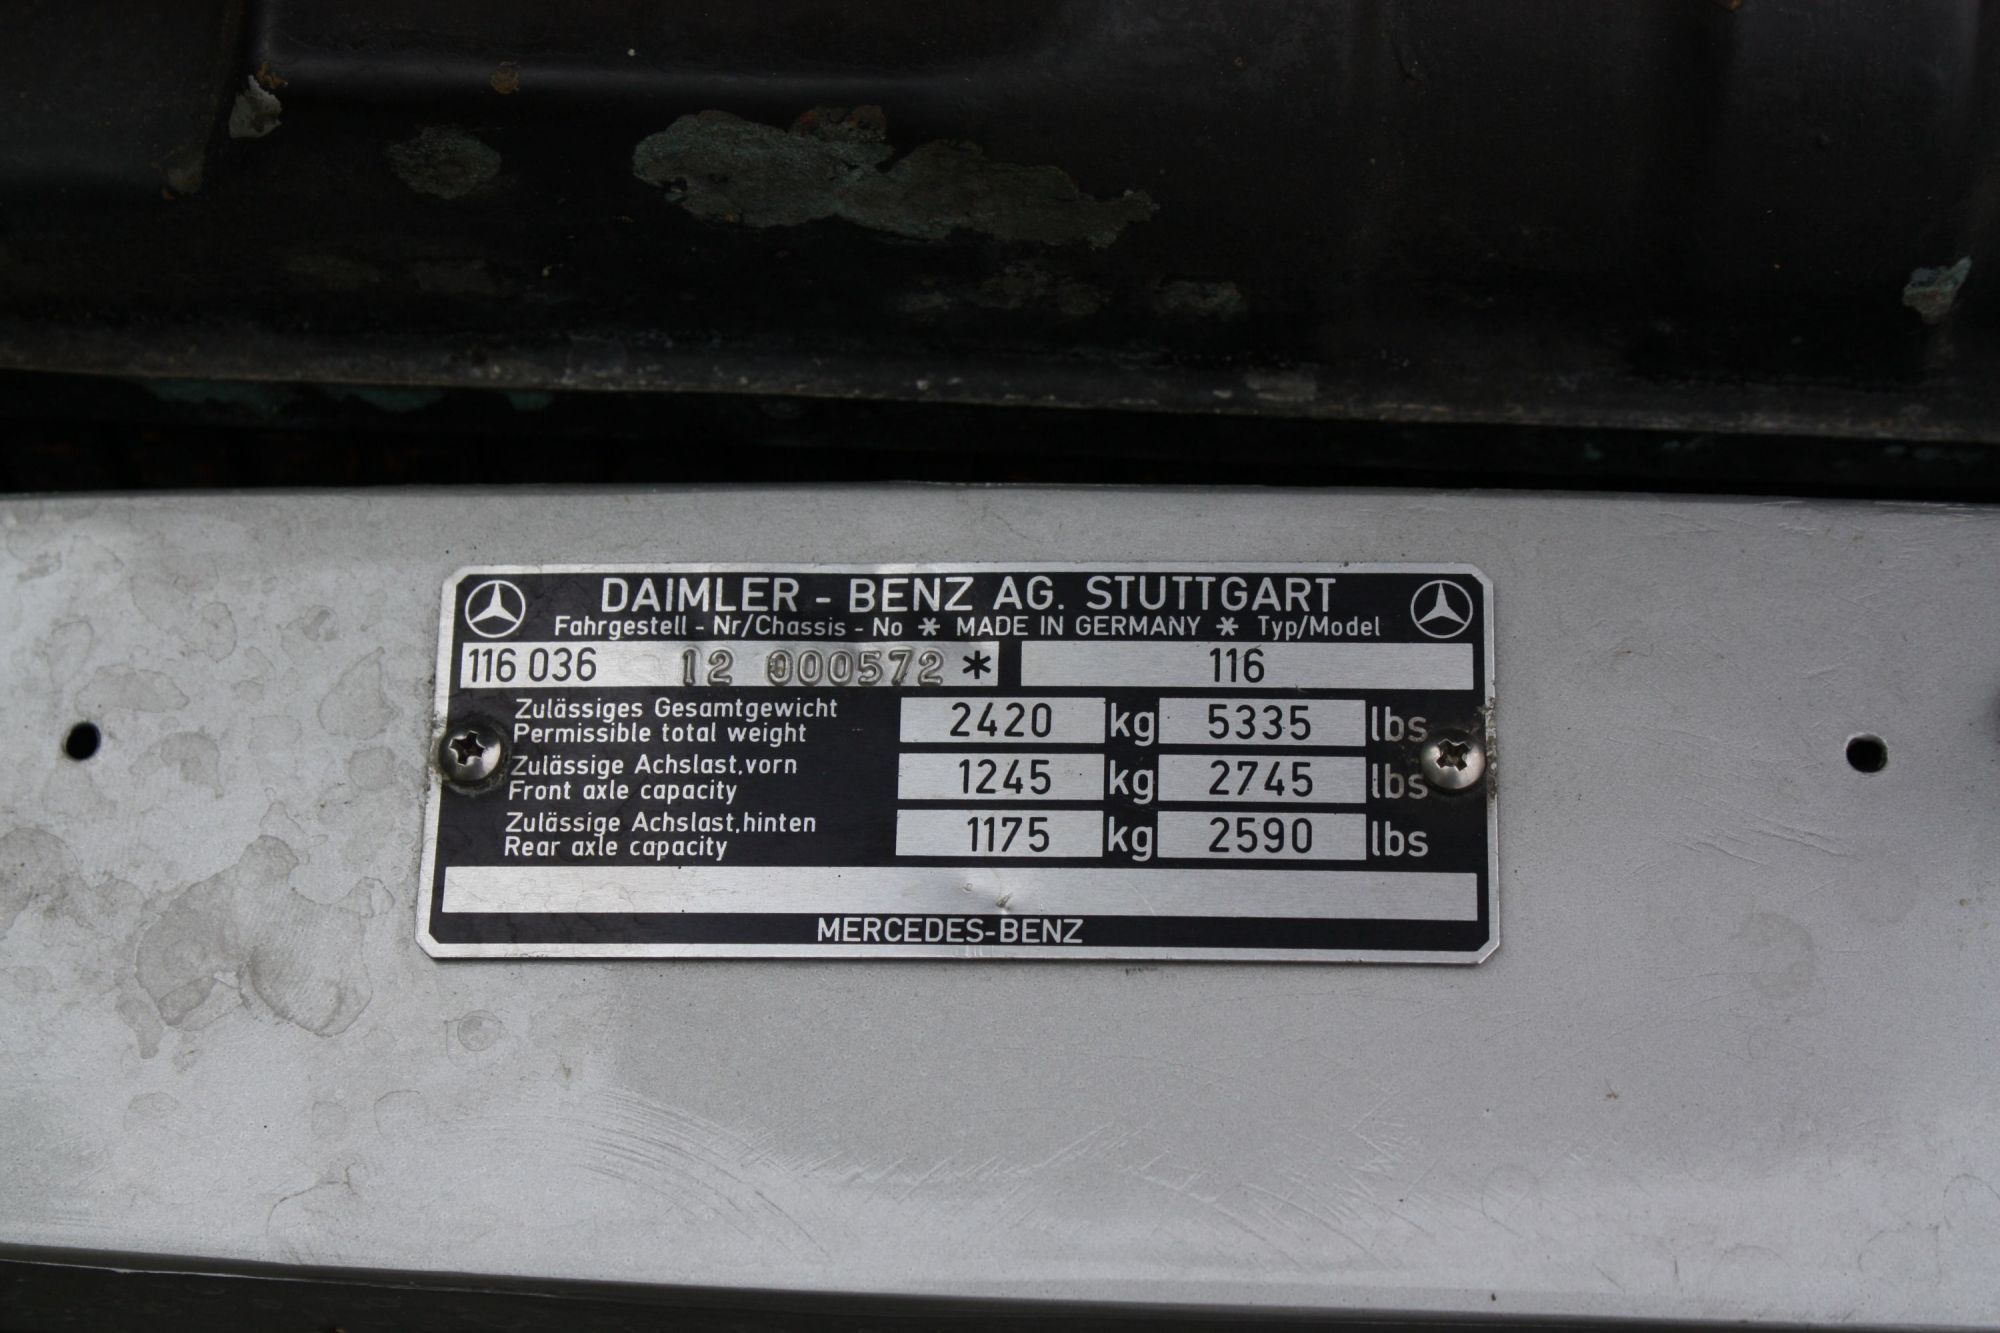 DAIMLER - BENZ AG. STUTTGART
Fahrgestell - Nr/Chassis - No * MADE IN GERMANY * Typ/Model
116 036 12 000572 * 116
Zulässiges Gesamtgewicht
Permissible total weight 2420 kg 5335 lbs
Zulässige Achslast, vorn
Front axle capacity 1245 kg 2745 lbs
Zulässige Achslast, hinten
Rear axle capacity 1175 kg 2590 lbs
MERCEDES-BENZ